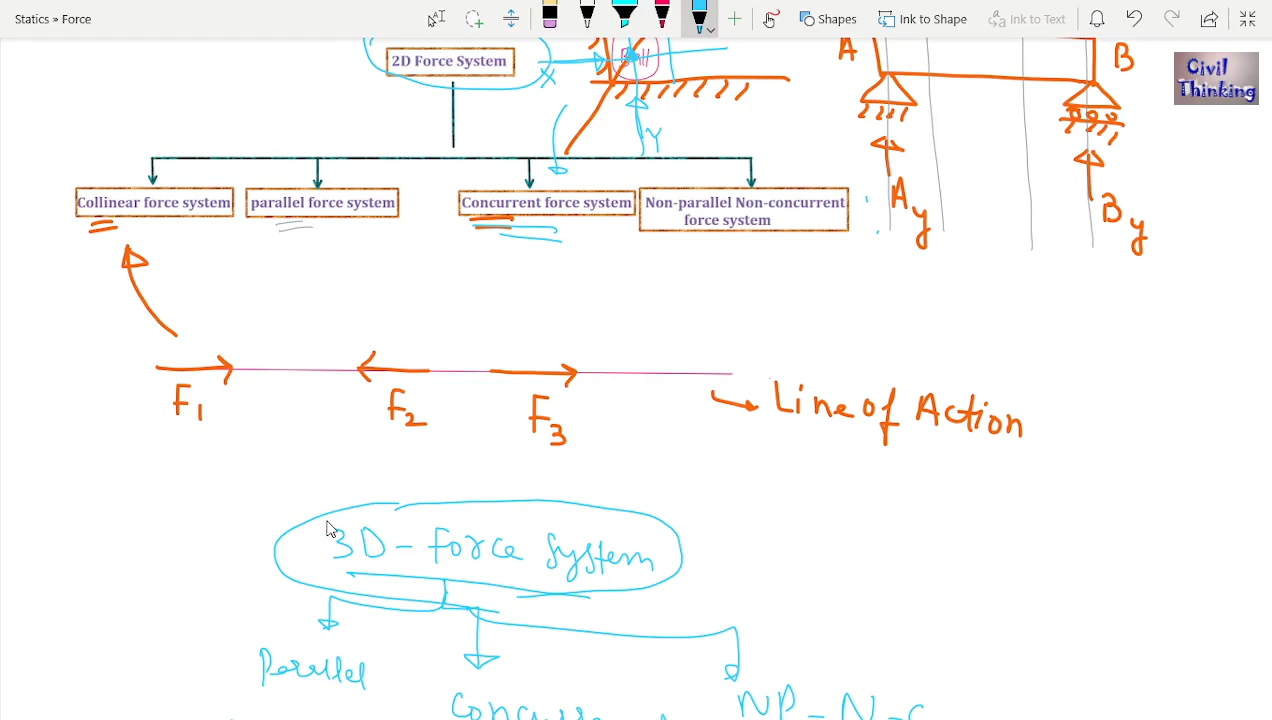 Statics » Force
Shapes
Ink to Shape
Ink to Text
2D Force System
X
Ball
Y
A
B
Civil
Thinking
Collinear force system
parallel force system
Concurrent force system
Non-parallel Non-concurrent
force system
Ay
By
F1
F2
F3
Line of Action
3D - force system
Parallel
NP - N - C